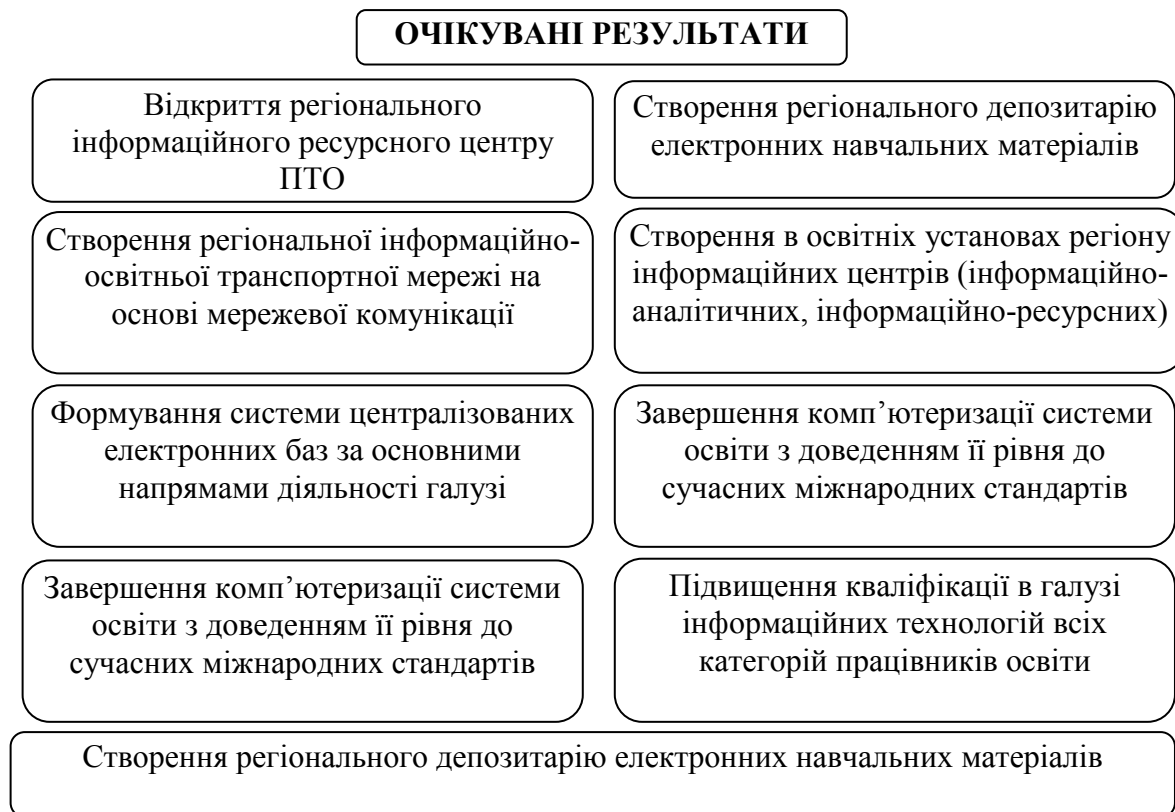 ОЧІКУВАНІ РЕЗУЛЬТАТИ
Відкриття регіонального
інформаційного ресурсного центру
ПТО
Створення регіонального депозитарію
електронних навчальних матеріалів
Створення регіональної інформаційно-
освітньої транспортної мережі на
основі мережевої комунікації
Створення в освітніх установах регіону
інформаційних центрів (інформаційно-
аналітичних, інформаційно-ресурсних)
Формування системи централізованих
електронних баз за основними
напрямами діяльності галузі
Завершення комп’ютеризації системи
освіти з доведенням її рівня до
сучасних міжнародних стандартів
Завершення комп’ютеризації системи
освіти з доведенням її рівня до
сучасних міжнародних стандартів
Підвищення кваліфікації в галузі
інформаційних технологій всіх
категорій працівників освіти
Створення регіонального депозитарію електронних навчальних матеріалів